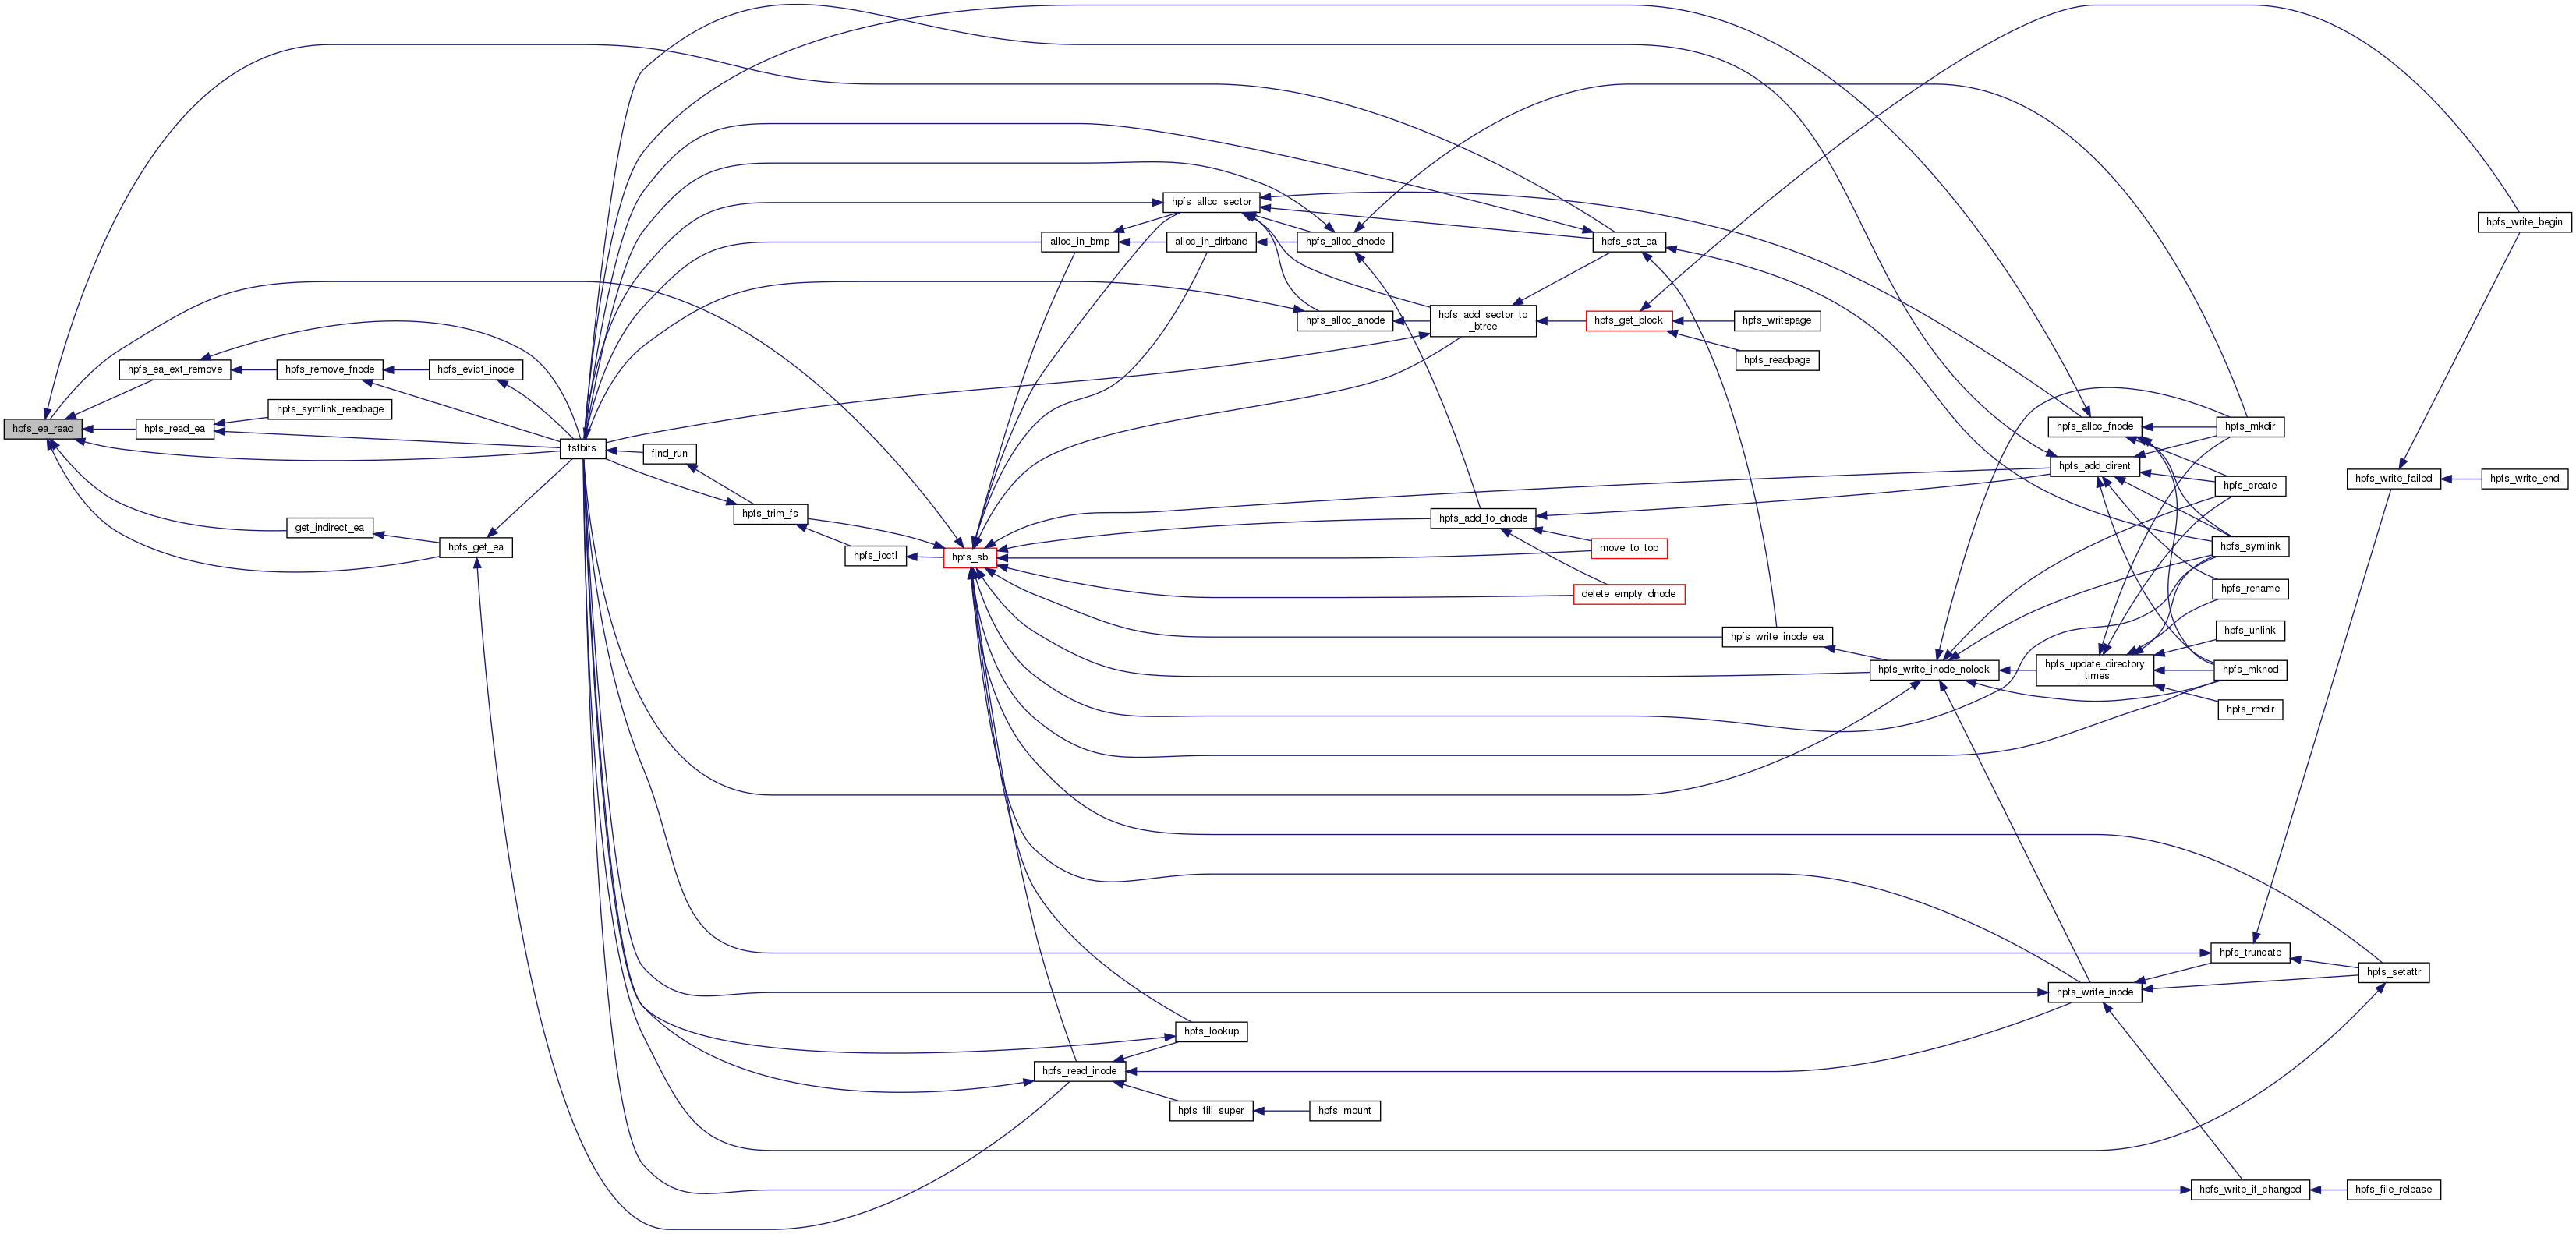 hpfs_ea_read
hpfs_ea_ext_remove
hpfs_read_ea
hpfs_remove_fnode
hpfs_symlink_readpage
get_indirect_ea
hpfs_evict_inode
hpfs_get_ea
tstbits
find_run
hpfs_trim_fs
hpfs_ioctl
hpfs_sb
alloc_in_bmp
hpfs_read_inode
hpfs_alloc_sector
alloc_in_dirband
hpfs_lookup
hpfs_fill_super
hpfs_alloc_dnode
hpfs_alloc_anode
hpfs_mount
hpfs_add_sector_to
_btree
hpfs_add_to_dnode
hpfs_set_ea
hpfs_get_block
move_to_top
delete_empty_dnode
hpfs_writepage
hpfs_readpage
hpfs_write_inode_ea
hpfs_write_inode_nolock
hpfs_alloc_fnode
hpfs_add_dirent
hpfs_update_directory
_times
hpfs_write_inode
hpfs_mkdir
hpfs_create
hpfs_symlink
hpfs_rename
hpfs_unlink
hpfs_mknod
hpfs_rmdir
hpfs_truncate
hpfs_write_if_changed
hpfs_write_failed
hpfs_setattr
hpfs_file_release
hpfs_write_begin
hpfs_write_end